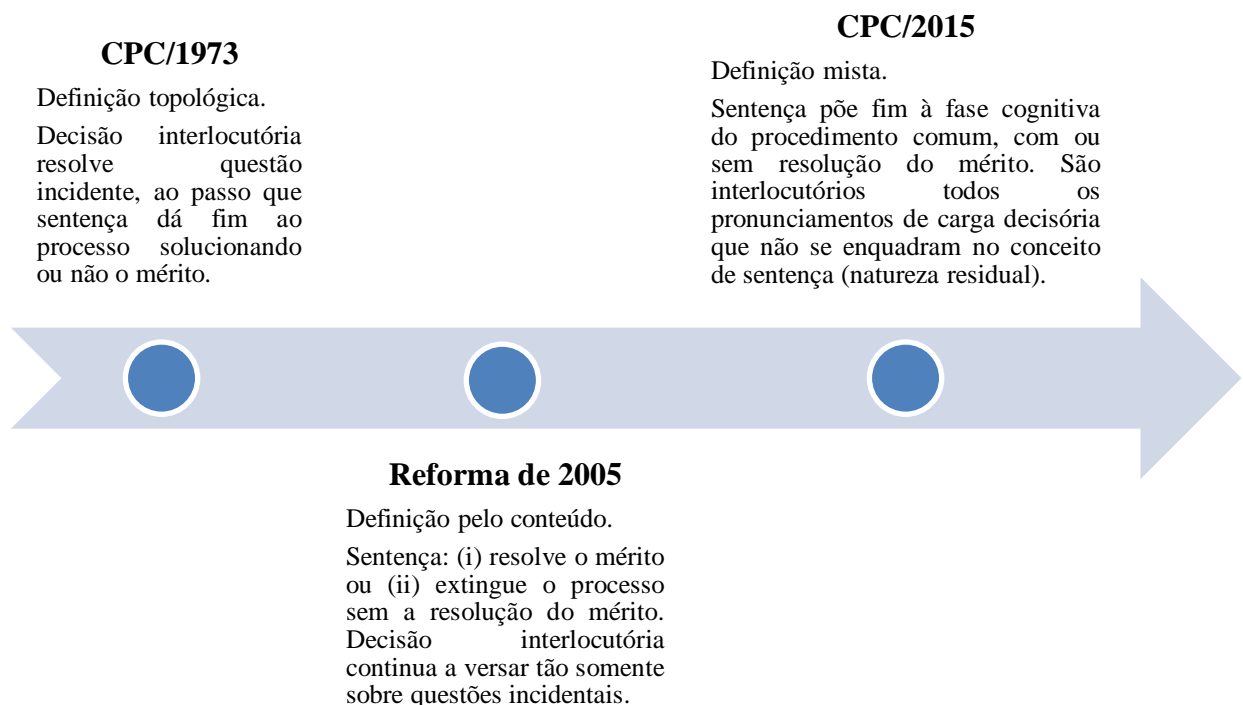 CPC/1973
Definição topológica.
Decisão interlocutória
resolve questão
incidente, ao passo que
sentença dá fim ao
processo solucionando
ou não o mérito.
Reforma de 2005
Definição pelo conteúdo.
Sentença: (i) resolve o mérito
ou (ii) extingue o processo
sem a resolução do mérito.
Decisão interlocutória
continua a versar tão somente
sobre questões incidentais.
CPC/2015
Definição mista.
Sentença põe fim à fase cognitiva
do procedimento comum, com ou
sem resolução do mérito. São
interlocutórios todos os
pronunciamentos de carga decisória
que não se enquadram no conceito
de sentença (natureza residual).